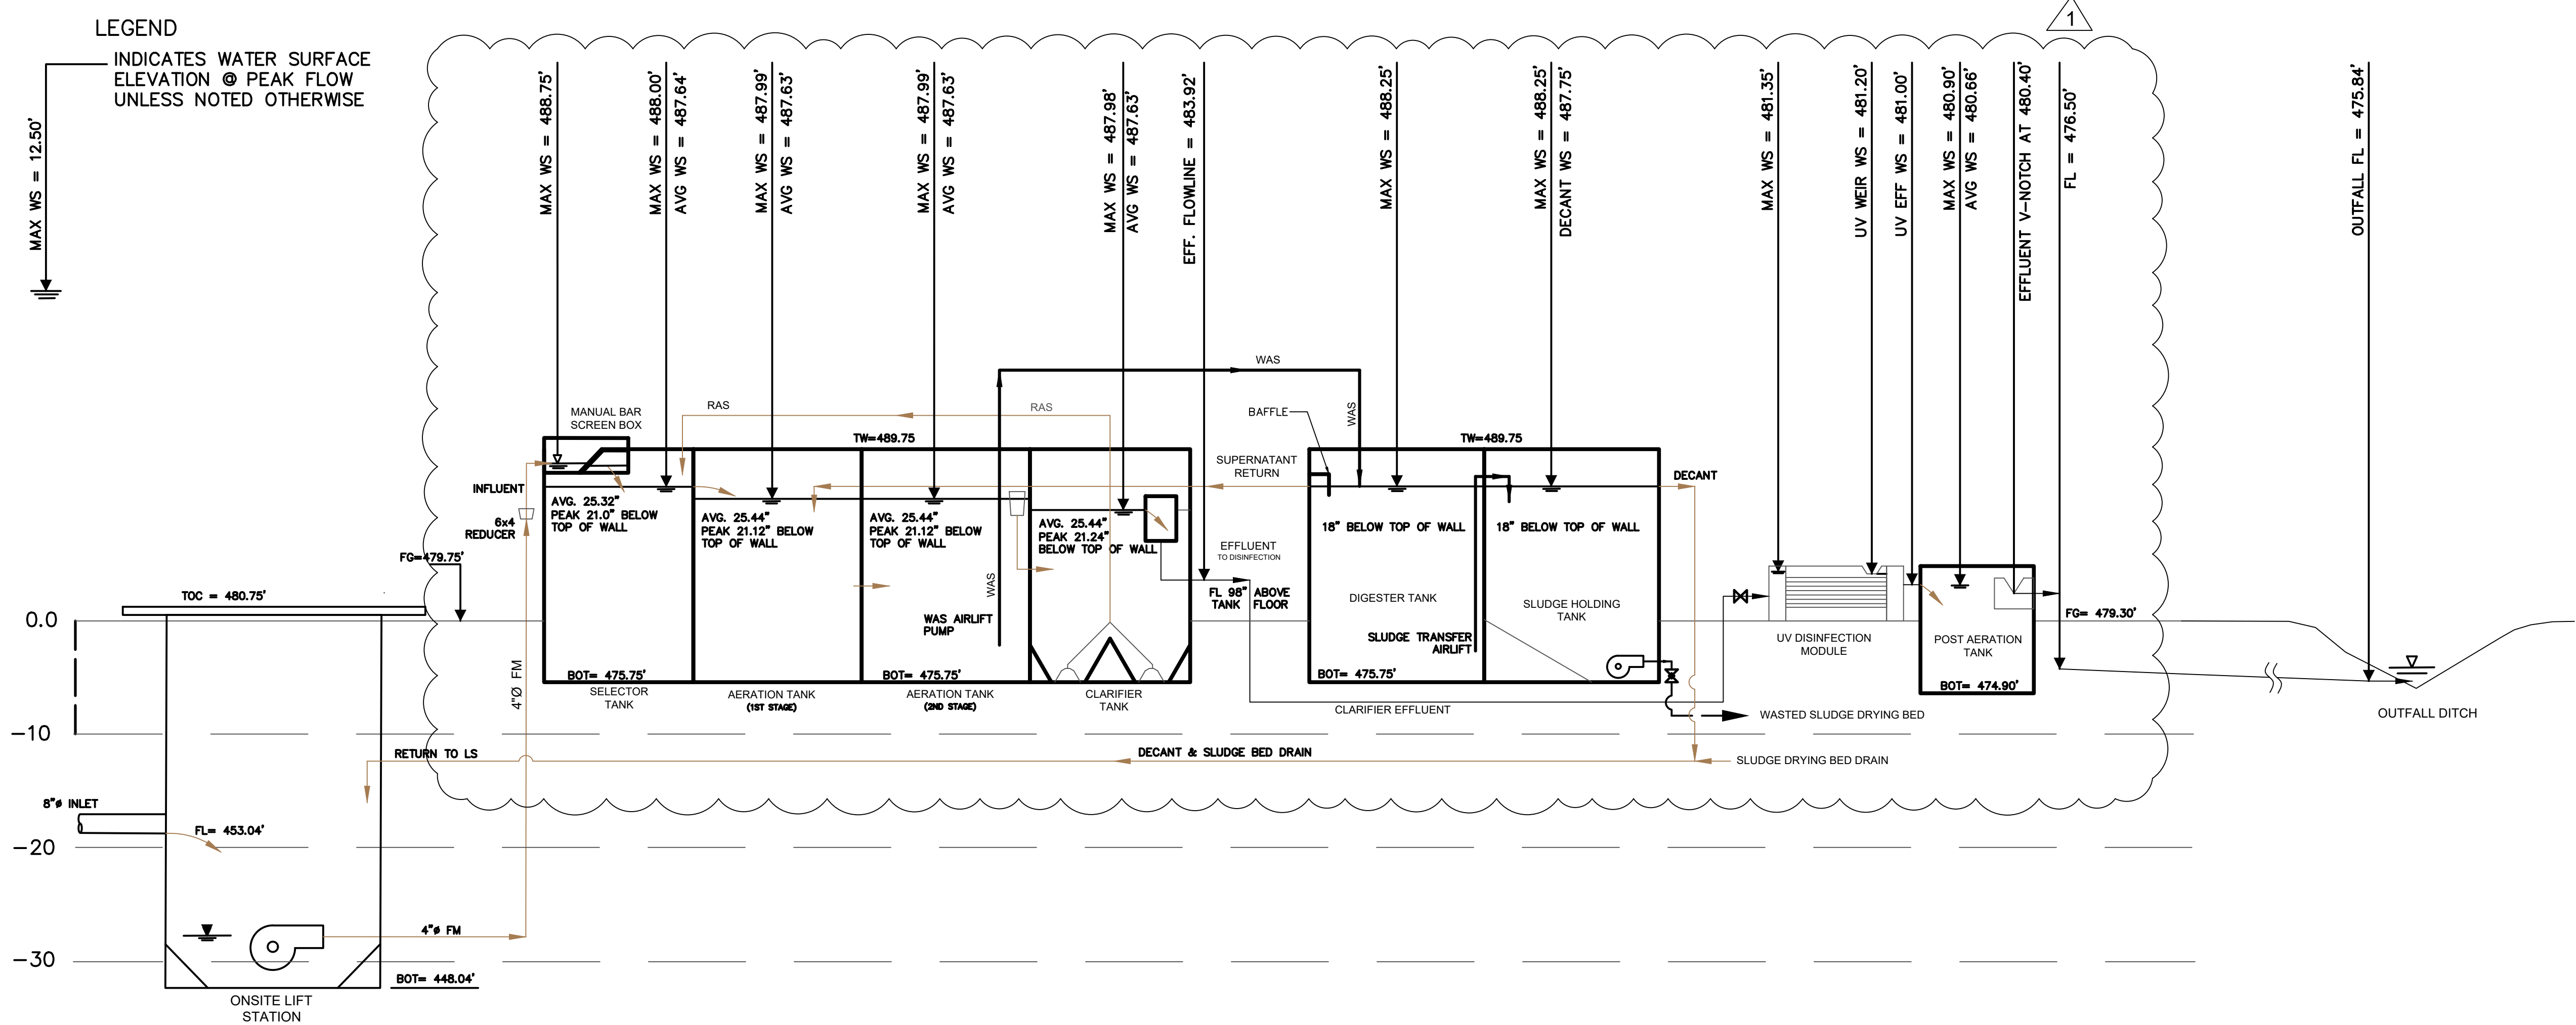 LEGEND
INDICATES WATER SURFACE
ELEVATION @ PEAK FLOW
UNLESS NOTED OTHERWISE
MAX WS = 12.50'
1
MAX WS = 488.75'
MAX WS = 488.00'
AVG WS = 487.64'
MAX WS = 487.99'
AVG WS = 487.63'
MAX WS = 487.99'
AVG WS = 487.63'
MAX WS = 487.98'
AVG WS = 487.63'
EFF. FLOWLINE = 483.92'
MAX WS = 488.25'
MAX WS = 488.25'
DECANT WS = 487.75'
MAX WS = 481.35'
UV WEIR WS = 481.20'
UV EFF WS = 481.00'
MAX WS = 480.90'
AVG WS = 480.66'
EFFLUENT V-NOTCH AT 480.40'
FL = 476.50'
OUTFALL FL = 475.84'
WAS
WAS
WAS
MANUAL BAR
SCREEN BOX
RAS
RAS
BAFFLE
TW=489.75
TW=489.75
SUPERNATANT
RETURN
DECANT
INFLUENT
6x4
REDUCER
AVG. 25.32"
PEAK 21.0" BELOW
TOP OF WALL
AVG. 25.44"
PEAK 21.12" BELOW
TOP OF WALL
AVG. 25.44"
PEAK 21.12" BELOW
TOP OF WALL
AVG. 25.44"
PEAK 21.24"
BELOW TOP OF WALL
18" BELOW TOP OF WALL
18" BELOW TOP OF WALL
EFFLUENT
TO DISINFECTION
FL 98" ABOVE
TANK FLOOR
FG=479.75'
TOC = 480.75'
DIGESTER TANK
SLUDGE HOLDING
TANK
WAS AIRLIFT
PUMP
SLUDGE TRANSFER
AIRLIFT
UV DISINFECTION
MODULE
POST AERATION
TANK
FG= 479.30'
0.0
BOT= 475.75'
BOT= 475.75'
BOT= 475.75'
BOT= 474.90'
4"Ø FM
SELECTOR
TANK
AERATION TANK
(1ST STAGE)
AERATION TANK
(2ND STAGE)
CLARIFIER
TANK
CLARIFIER EFFLUENT
WASTED SLUDGE DRYING BED
OUTFALL DITCH
-10
RETURN TO LS
DECANT & SLUDGE BED DRAIN
SLUDGE DRYING BED DRAIN
8"ø INLET
FL= 453.04'
-20
4"ø FM
-30
BOT= 448.04'
ONSITE LIFT
STATION